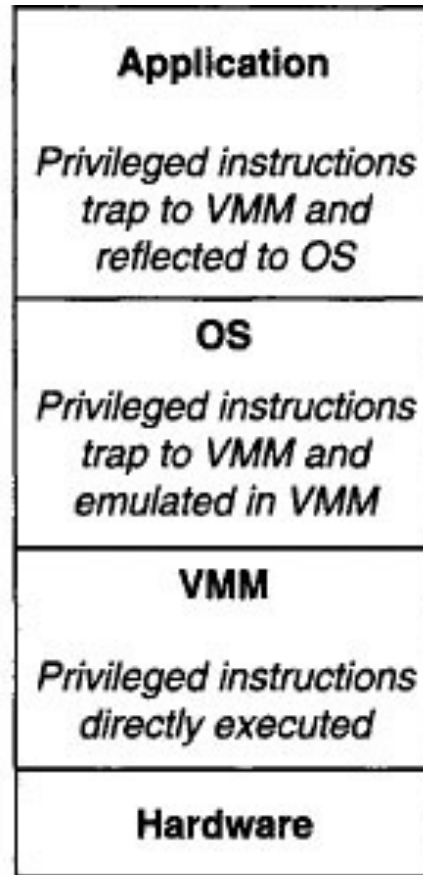 Application
Privileged instructions
trap to VMM and
reflected to OS
OS
Privileged instructions
trap to VMM and
emulated in VMM
VMM
Privileged instructions
directly executed
Hardware